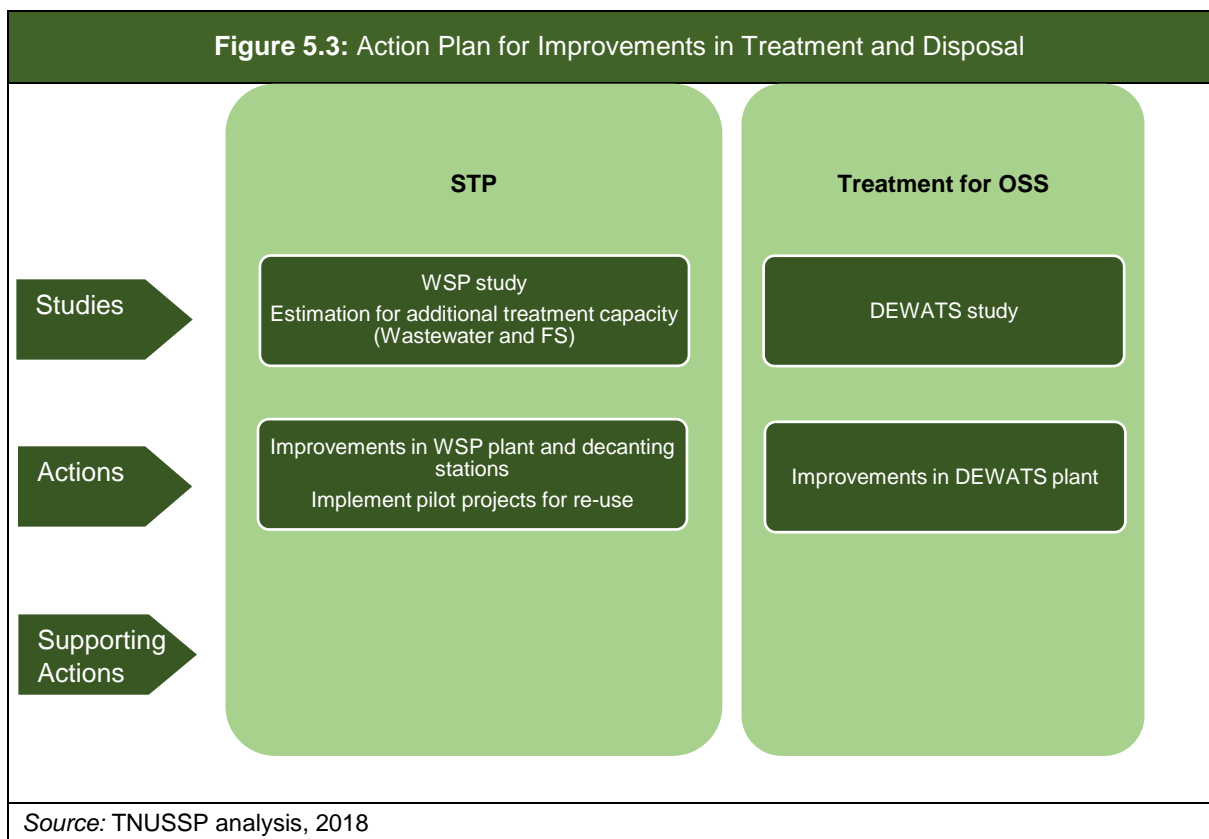 Figure 5.3: Action Plan for Improvements in Treatment and Disposal
STP
Treatment for OSS
Studies
WSP study
Estimation for additional treatment capacity
(Wastewater and FS)
DEWATS study
Actions
Improvements in WSP plant and decanting
stations
Implement pilot projects for re-use
Improvements in DEWATS plant
Supporting
Actions
Source: TNUSSP analysis, 2018